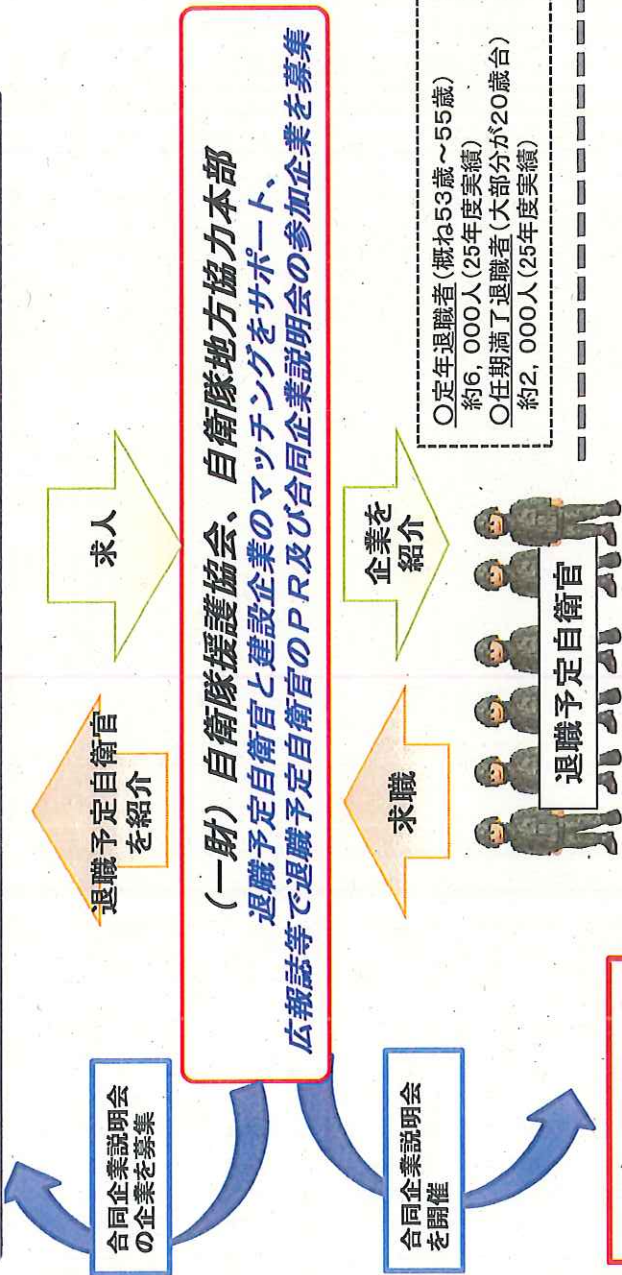 退職予定自衛官
を紹介
求人
合同企業説明会
の企業を募集
(一財)自衛隊援護協会、自衛隊地方協力本部
退職予定自衛官と建設企業のマッチングをサポート、
広報誌等で退職予定自衛官のPR及び合同企業説明会の参加企業を募集
合同企業説明会
を開催
求職
企業を
紹介
退職予定自衛官
○定年退職者(概ね53歳~55歳)
約6,000人(25年度実績)
○任期満了退職者(大部分が20歳台)
約2,000人(25年度実績)